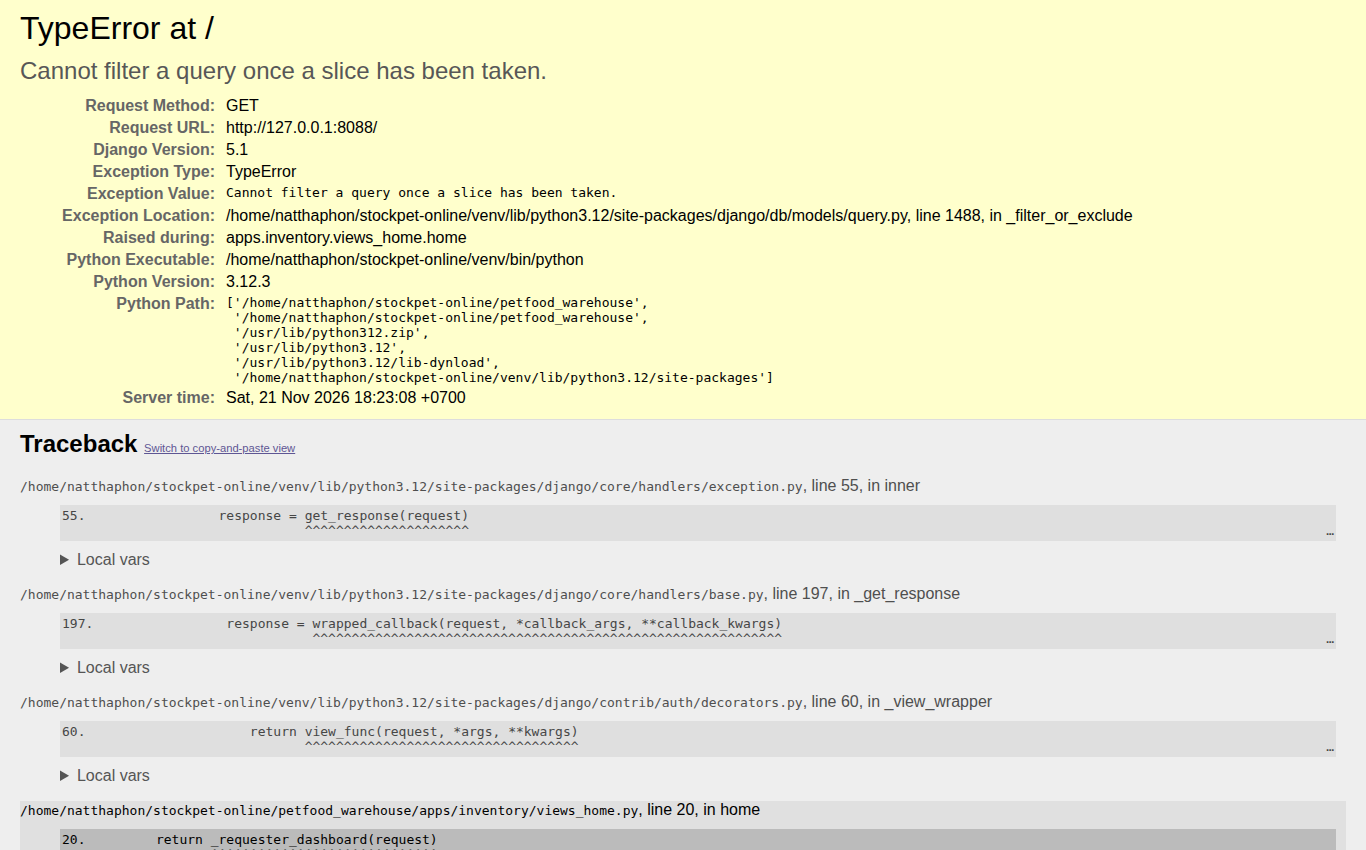 TypeError at /
Cannot filter a query once a slice has been taken.
Request Method: GET
Request URL: http://127.0.0.1:8088/
Django Version: 5.1
Exception Type: TypeError
Exception Value: Cannot filter a query once a slice has been taken.
Exception Location: /home/natthaphon/stockpet-online/venv/lib/python3.12/site-packages/django/db/models/query.py, line 1488, in _filter_or_exclude
Raised during: apps.inventory.views_home.home
Python Executable: /home/natthaphon/stockpet-online/venv/bin/python
Python Version: 3.12.3
Python Path: ['/home/natthaphon/stockpet-online/petfood_warehouse',
'/home/natthaphon/stockpet-online/petfood_warehouse',
'/usr/lib/python312.zip',
'/usr/lib/python3.12',
'/usr/lib/python3.12/lib-dynload',
'/home/natthaphon/stockpet-online/venv/lib/python3.12/site-packages']
Server time: Sat, 21 Nov 2026 18:23:08 +0700
Traceback Switch to copy-and-paste view
/home/natthaphon/stockpet-online/venv/lib/python3.12/site-packages/django/core/handlers/exception.py, line 55, in inner
55. response = get_response(request)
^^^^^^^^^^^^^^^^^^^^^ …
Local vars
/home/natthaphon/stockpet-online/venv/lib/python3.12/site-packages/django/core/handlers/base.py, line 197, in _get_response
197. response = wrapped_callback(request, *callback_args, **callback_kwargs)
^^^^^^^^^^^^^^^^^^^^^^^^^^^^^^^^^^^^^^^^^^^^^^^^^^^^^^^^^^^^ …
Local vars
/home/natthaphon/stockpet-online/venv/lib/python3.12/site-packages/django/contrib/auth/decorators.py, line 60, in _view_wrapper
60. return view_func(request, *args, **kwargs)
^^^^^^^^^^^^^^^^^^^^^^^^^^^^^^^^^^^ …
Local vars
/home/natthaphon/stockpet-online/petfood_warehouse/apps/inventory/views_home.py, line 20, in home
20. return _requester_dashboard(request)